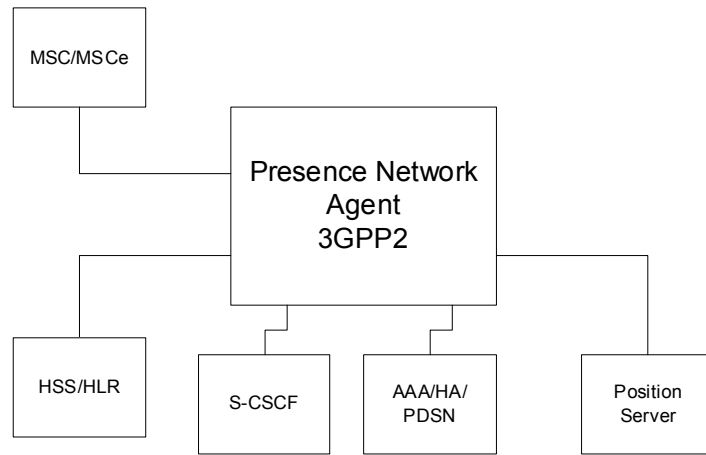 MSC/MSCe
Presence Network
Agent
3GPP2
HSS/HLR
S-CSCF
AAA/HA/
PDSN
Position
Server